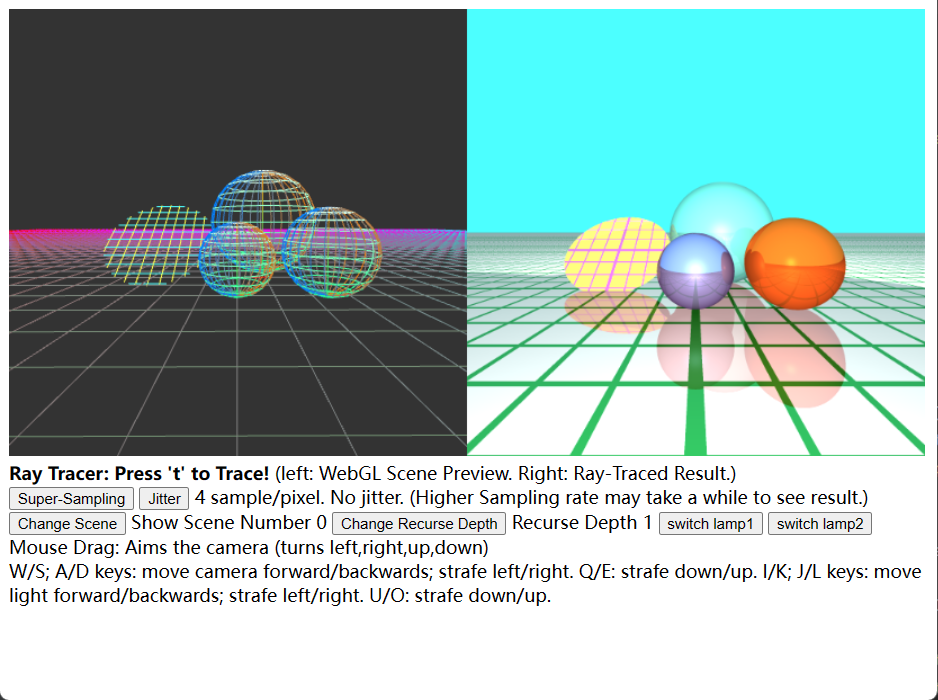 Ray Tracer: Press 't' to Trace! (left: WebGL Scene Preview. Right: Ray-Traced Result.)
Super-Sampling Jitter 4 sample/pixel. No jitter. (Higher Sampling rate may take a while to see result.)
Change Scene Show Scene Number 0 Change Recurse Depth Recurse Depth 1 switch lamp1 switch lamp2
Mouse Drag: Aims the camera (turns left,right,up,down)
W/S; A/D keys: move camera forward/backwards; strafe left/right. Q/E: strafe down/up. I/K; J/L keys: move
light forward/backwards; strafe left/right. U/O: strafe down/up.